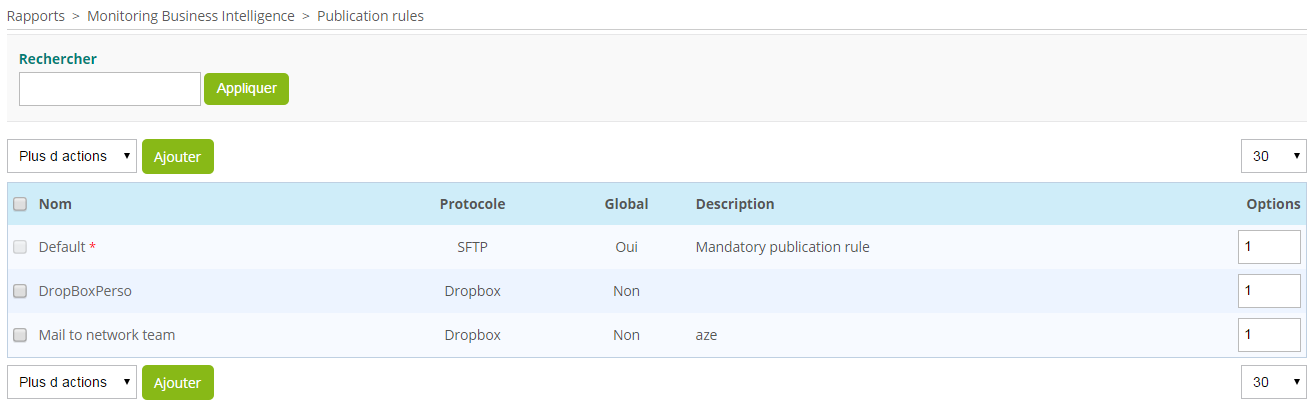 Rapports > Monitoring Business Intelligence > Publication rules
Rechercher
Appliquer
Plus d actions Ajouter 30
Nom Protocole Global Description Options
Default * SFTP Oui Mandatory publication rule 1
DropBoxPerso Dropbox Non 1
Mail to network team Dropbox Non aze 1
Plus d actions Ajouter 30